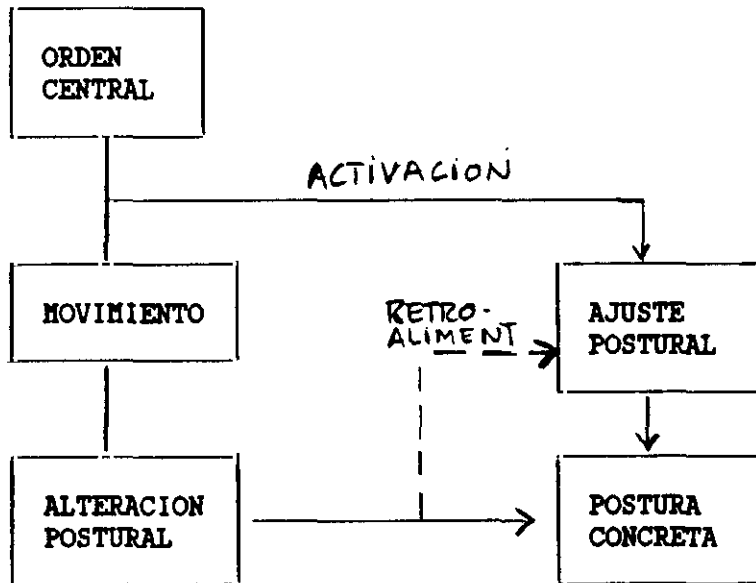 ORDEN
CENTRAL
ACTIVACION
MOVIMIENTO
RETRO-
ALIMENT
AJUSTE
POSTURAL
ALTERACION
POSTURAL
POSTURA
CONCRETA